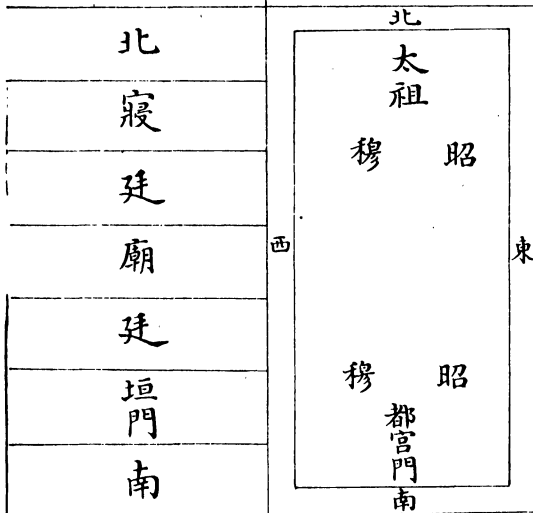 北
太祖
昭
穆
東
西
昭
穆
都宮門
南
北
寢
廷
廟
廷
垣門
南